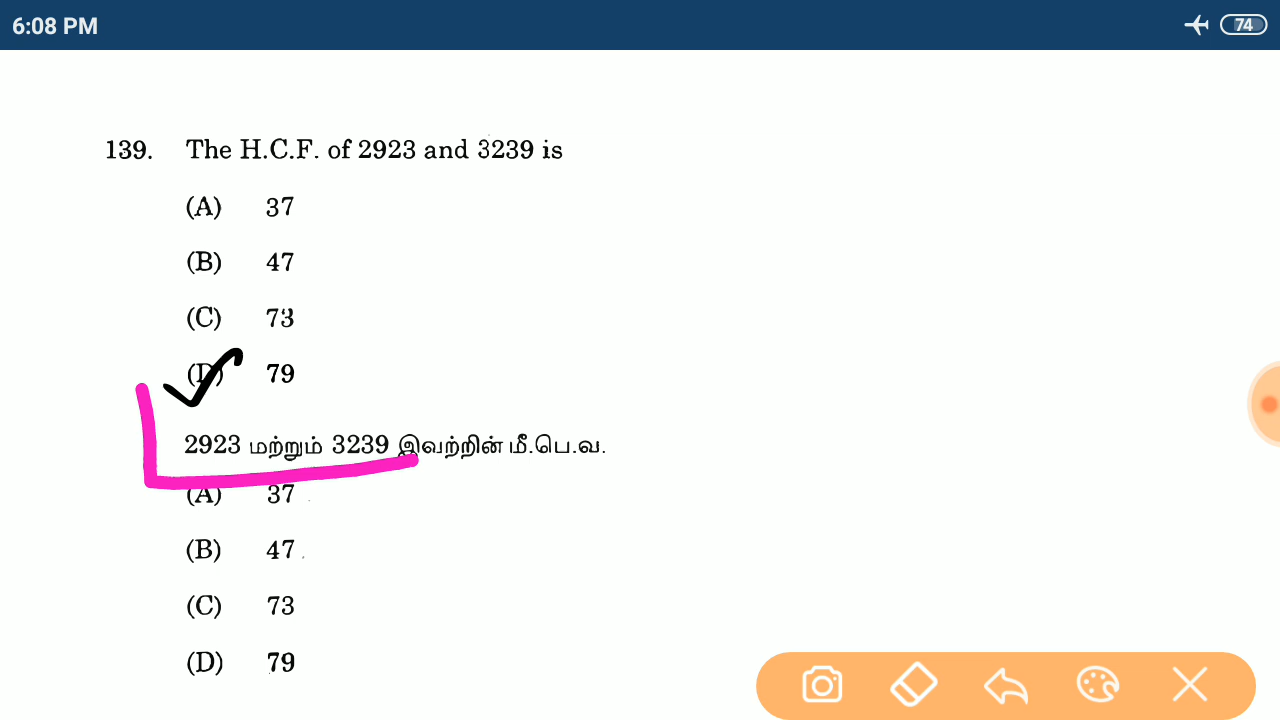 6:08 PM
74
139. The H.C.F. of 2923 and 3239 is
(A) 37
(B) 47
(C) 73
(D) 79
2923 மற்றும் 3239 இவற்றின் மீ.பெ.வ.
(A) 37
(B) 47
(C) 73
(D) 79